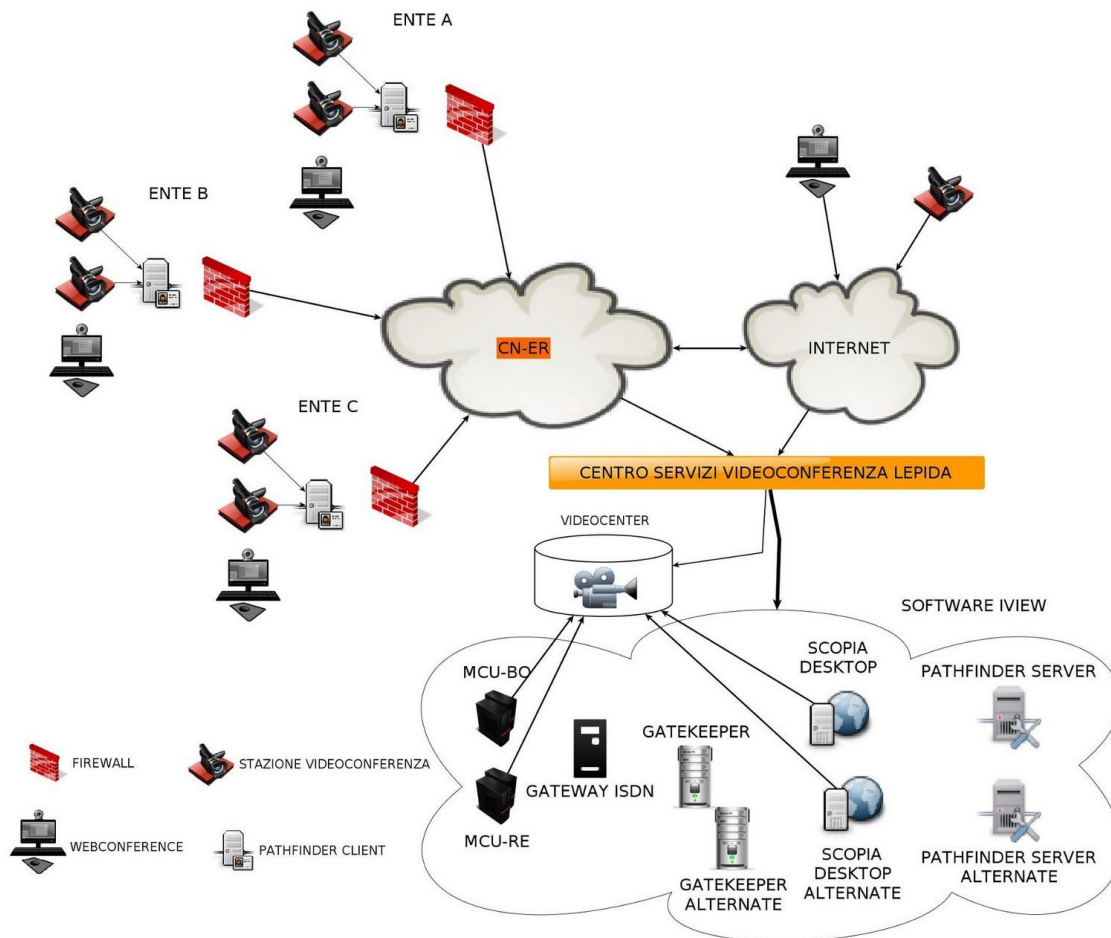 ENTE A
ENTE B
CN-ER
INTERNET
ENTE C
CENTRO SERVIZI VIDEOCONFERENZA LEPIDA
VIDEOCENTER
SOFTWARE IVIEW
SCOPIA
DESKTOP
PATHFINDER SERVER
MCU-BO
GATEKEEPER
GATEWAY ISDN
MCU-RE
GATEKEEPER
ALTERNATE
SCOPIA
DESKTOP
ALTERNATE
PATHFINDER SERVER
ALTERNATE
FIREWALL
STAZIONE VIDEOCONFERENZA
WEBCONFERENCE
PATHFINDER CLIENT